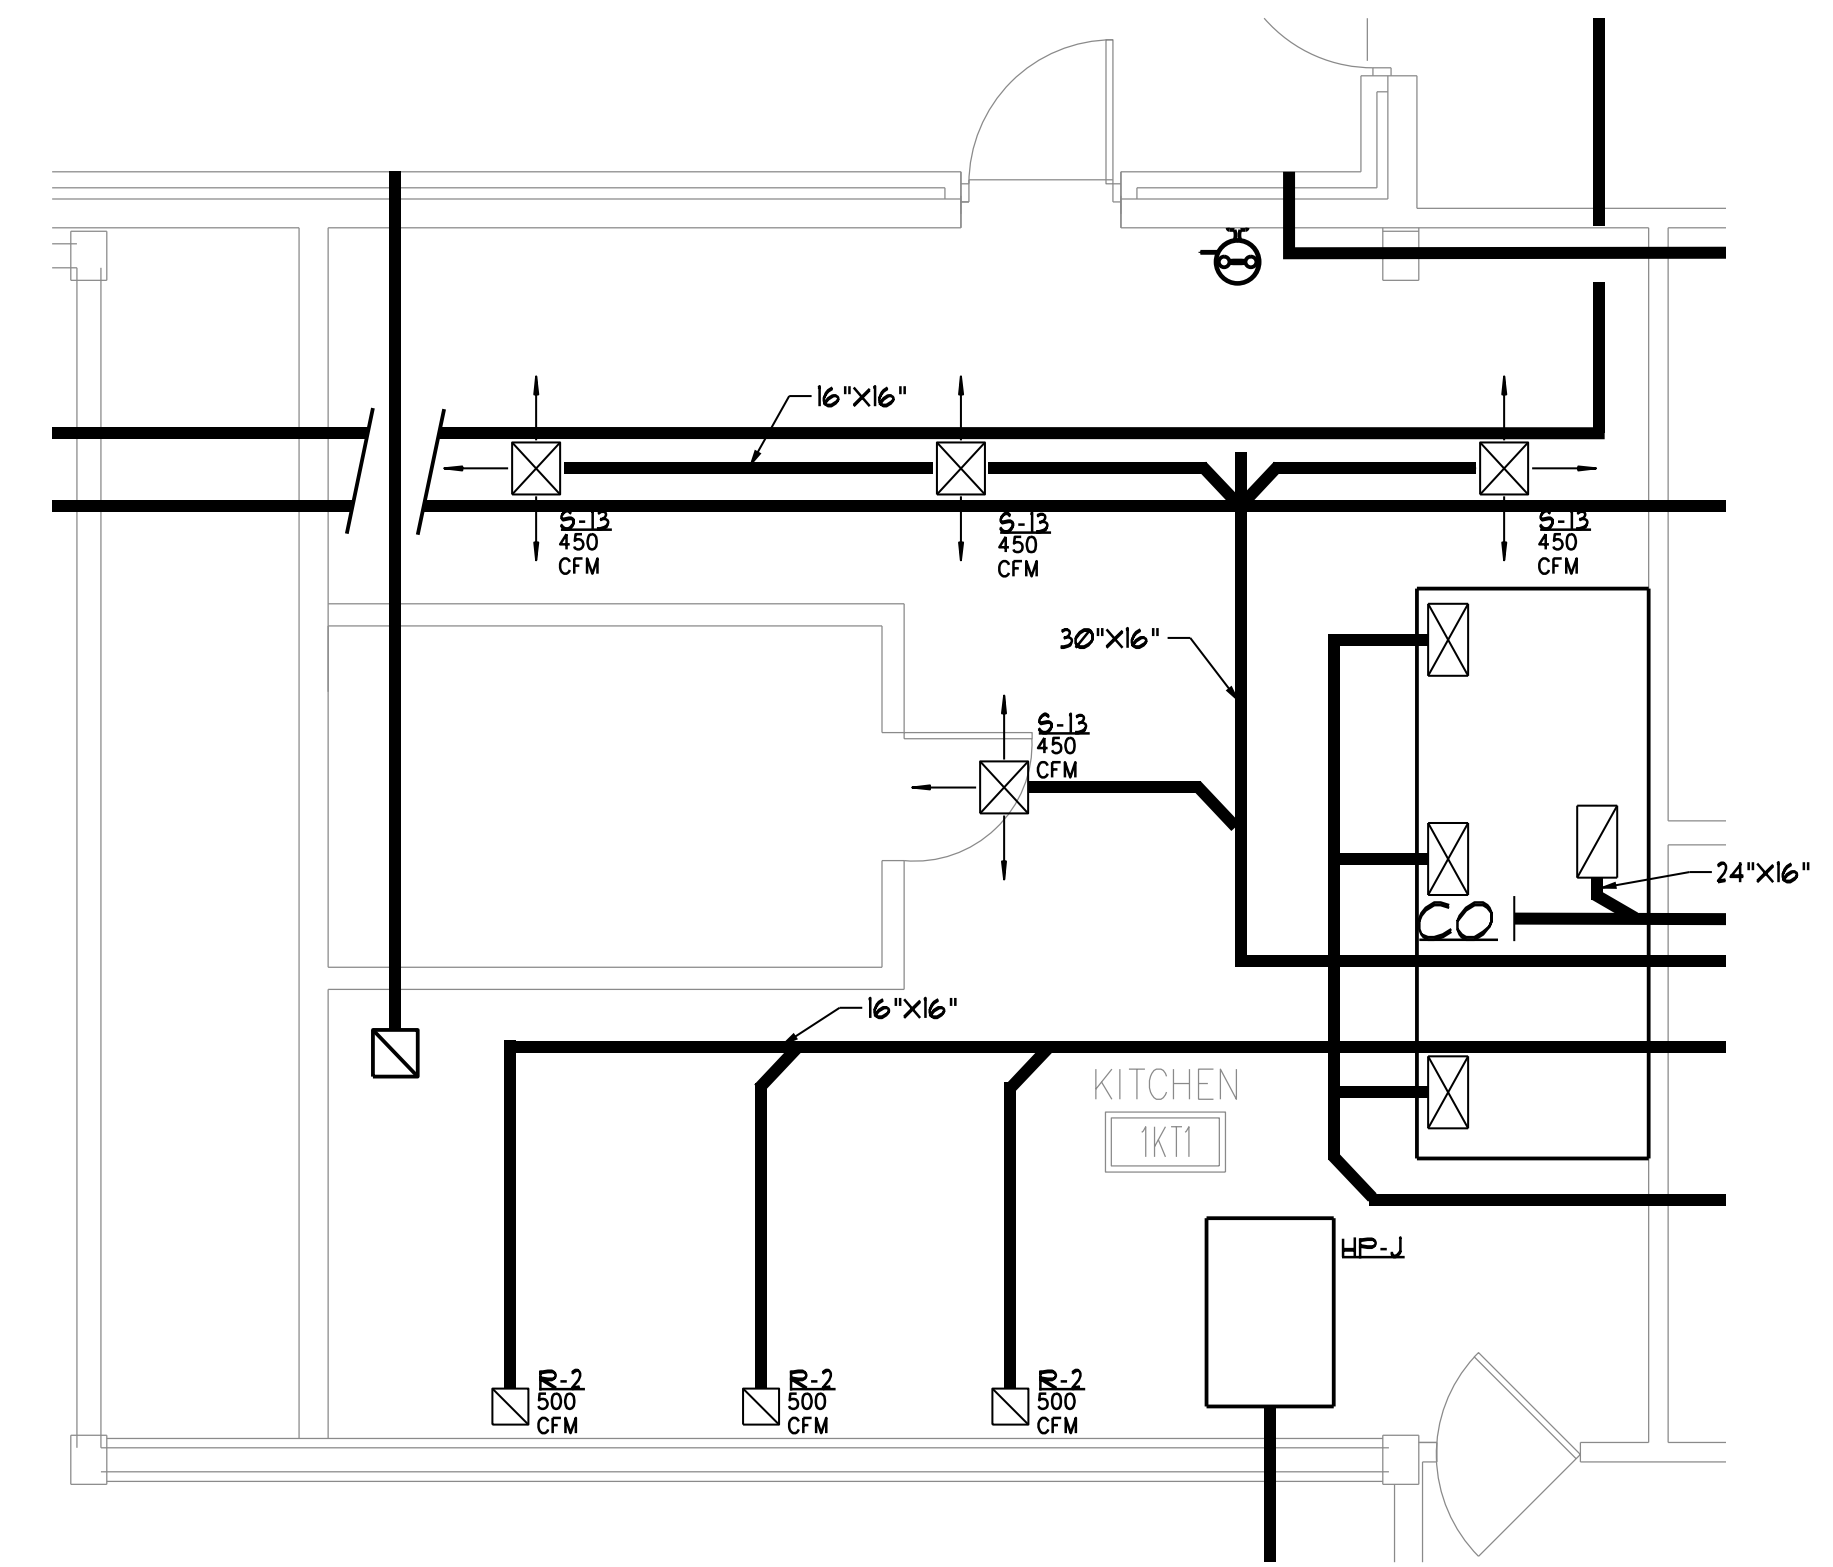 16"X16"
S-13
450
CFM
S-13
450
CFM
S-13
450
CFM
30"X16"
S-13
450
CFM
24"X16"
CO
16"X16"
KITCHEN
1KT1
HP-J
R-2
500
CFM
R-2
500
CFM
R-2
500
CFM